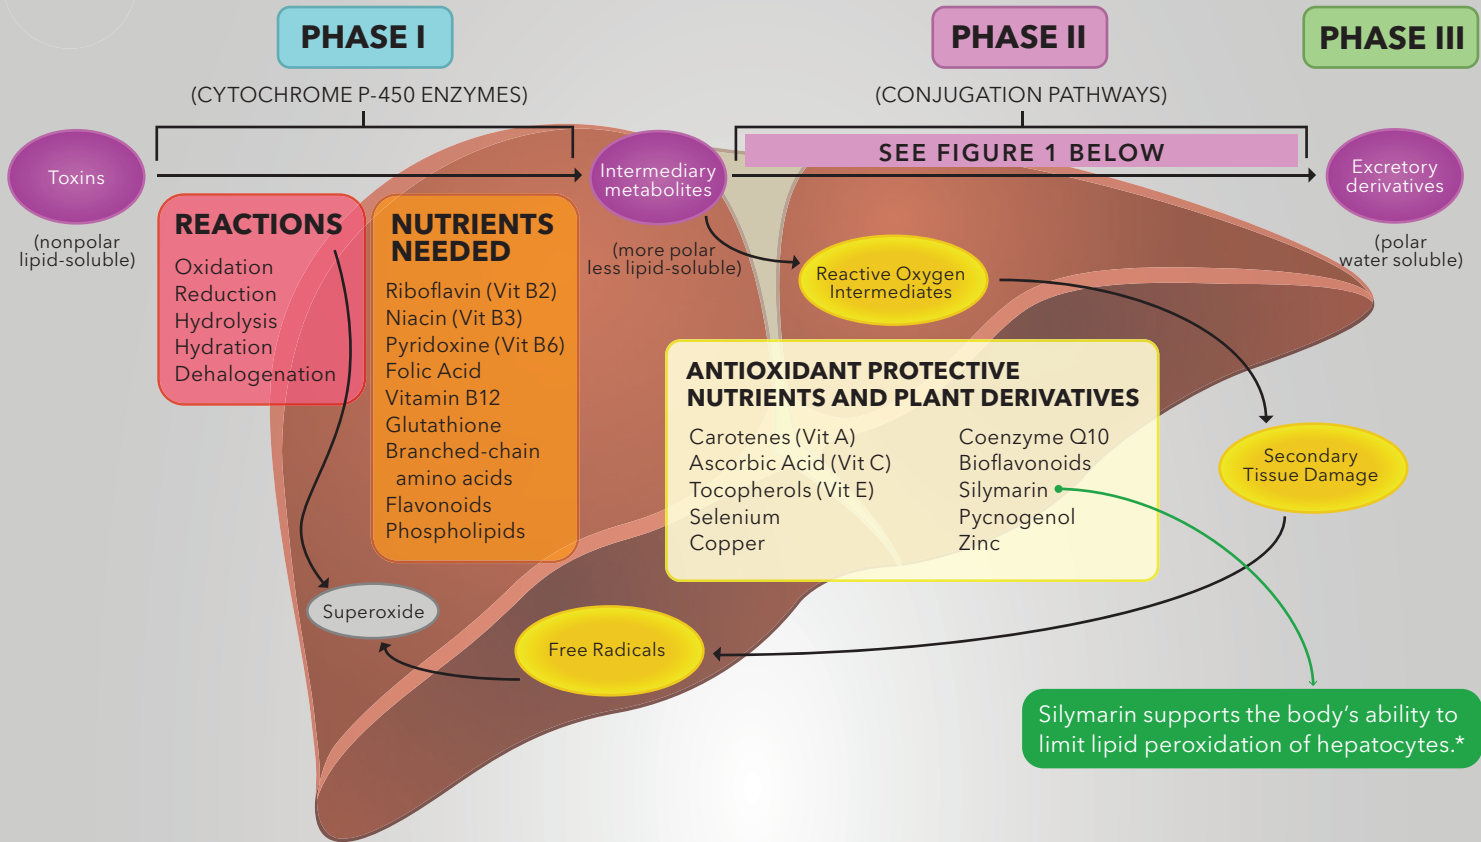 PHASE I
PHASE II
PHASE III
(CYTOCHROME P-450 ENZYMES)
(CONJUGATION PATHWAYS)
SEE FIGURE 1 BELOW
Toxins
(nonpolar
lipid-soluble)
Intermediary
metabolites
(more polar
less lipid-soluble)
Excretory
derivatives
(polar
water soluble)
REACTIONS
Oxidation
Reduction
Hydrolysis
Hydration
Dehalogenation
NUTRIENTS
NEEDED
Riboflavin (Vit B2)
Niacin (Vit B3)
Pyridoxine (Vit B6)
Folic Acid
Vitamin B12
Glutathione
Branched-chain
amino acids
Flavonoids
Phospholipids
Reactive Oxygen
Intermediates
ANTIOXIDANT PROTECTIVE
NUTRIENTS AND PLANT DERIVATIVES
Carotenes (Vit A)
Ascorbic Acid (Vit C)
Tocopherols (Vit E)
Selenium
Copper
Coenzyme Q10
Bioflavonoids
Silymarin
Pycnogenol
Zinc
Secondary
Tissue Damage
Superoxide
Free Radicals
Silymarin supports the body’s ability to
limit lipid peroxidation of hepatocytes.*